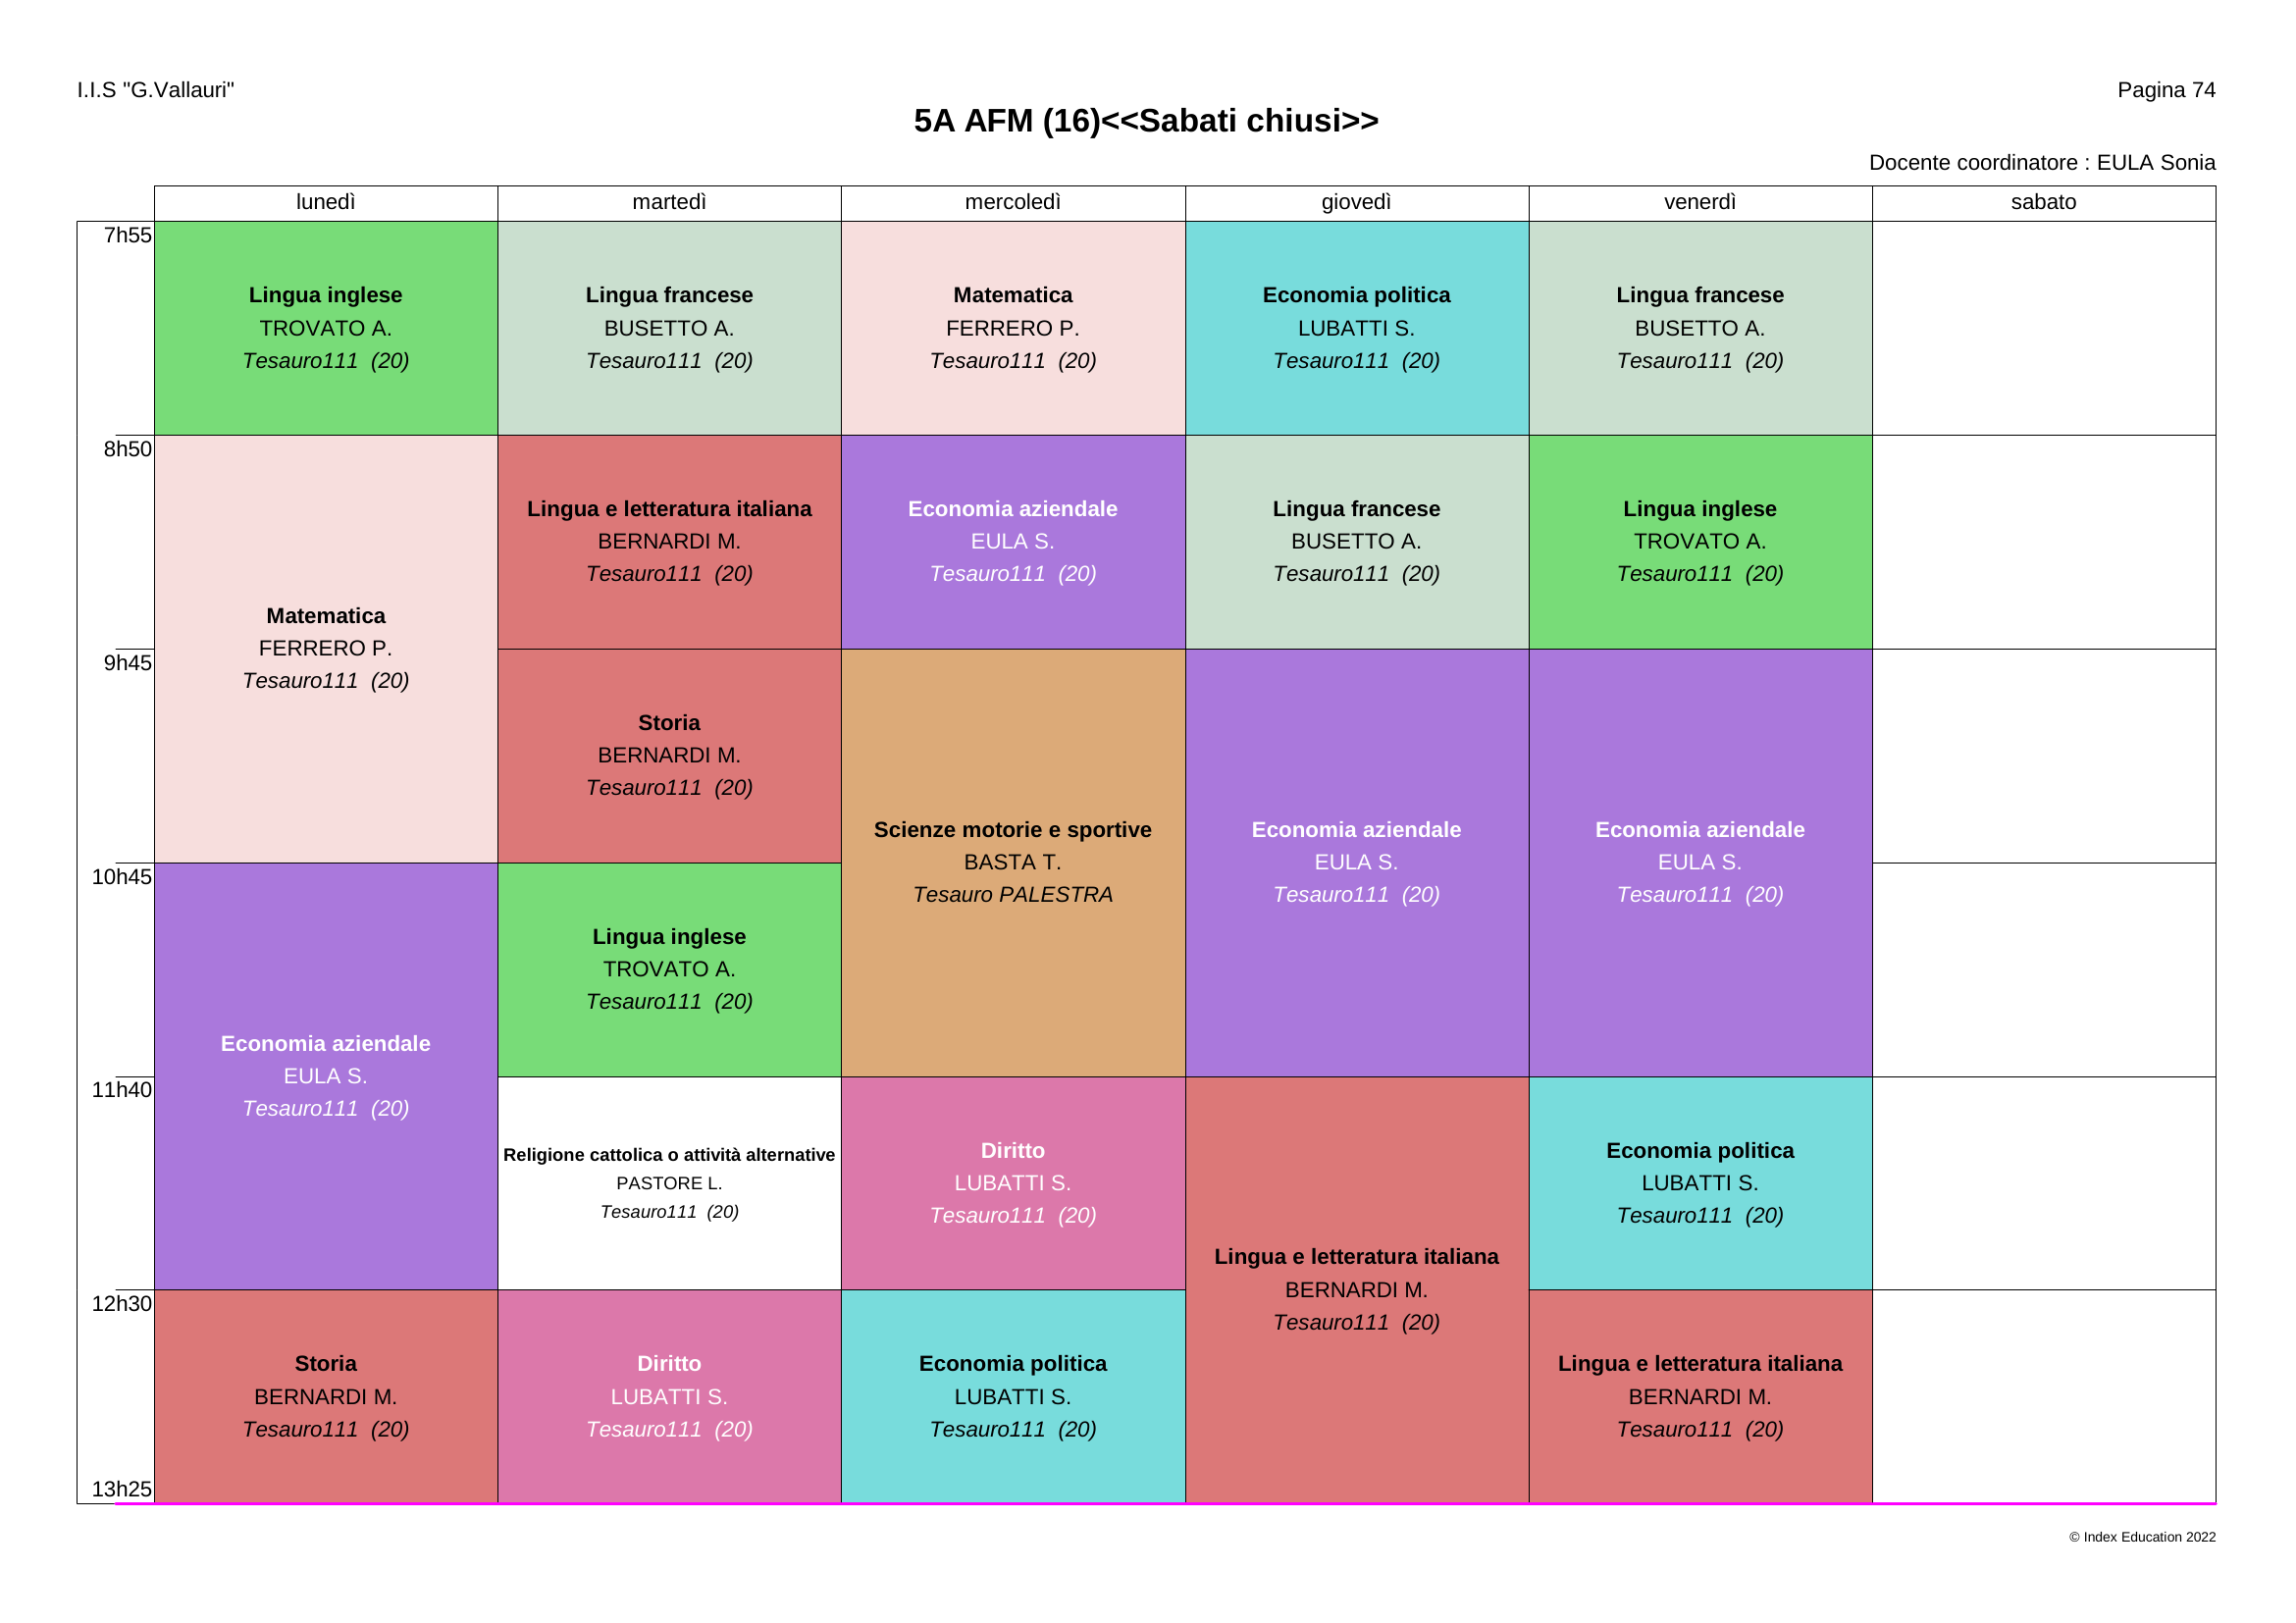 I.I.S "G.Vallauri"
Pagina 74
5A AFM (16)<<Sabati chiusi>>
Docente coordinatore : EULA Sonia
lunedì
martedì
mercoledì
giovedì
venerdì
sabato
7h55
Lingua inglese
TROVATO A.
Tesauro111 (20)
Lingua francese
BUSETTO A.
Tesauro111 (20)
Matematica
FERRERO P.
Tesauro111 (20)
Economia politica
LUBATTI S.
Tesauro111 (20)
Lingua francese
BUSETTO A.
Tesauro111 (20)
8h50
Matematica
FERRERO P.
Tesauro111 (20)
Lingua e letteratura italiana
BERNARDI M.
Tesauro111 (20)
Economia aziendale
EULA S.
Tesauro111 (20)
Lingua francese
BUSETTO A.
Tesauro111 (20)
Lingua inglese
TROVATO A.
Tesauro111 (20)
9h45
Storia
BERNARDI M.
Tesauro111 (20)
Scienze motorie e sportive
BASTA T.
Tesauro PALESTRA
Economia aziendale
EULA S.
Tesauro111 (20)
Economia aziendale
EULA S.
Tesauro111 (20)
10h45
Economia aziendale
EULA S.
Tesauro111 (20)
Lingua inglese
TROVATO A.
Tesauro111 (20)
11h40
Religione cattolica o attività alternative
PASTORE L.
Tesauro111 (20)
Diritto
LUBATTI S.
Tesauro111 (20)
Lingua e letteratura italiana
BERNARDI M.
Tesauro111 (20)
Economia politica
LUBATTI S.
Tesauro111 (20)
12h30
Storia
BERNARDI M.
Tesauro111 (20)
Diritto
LUBATTI S.
Tesauro111 (20)
Economia politica
LUBATTI S.
Tesauro111 (20)
Lingua e letteratura italiana
BERNARDI M.
Tesauro111 (20)
13h25
© Index Education 2022